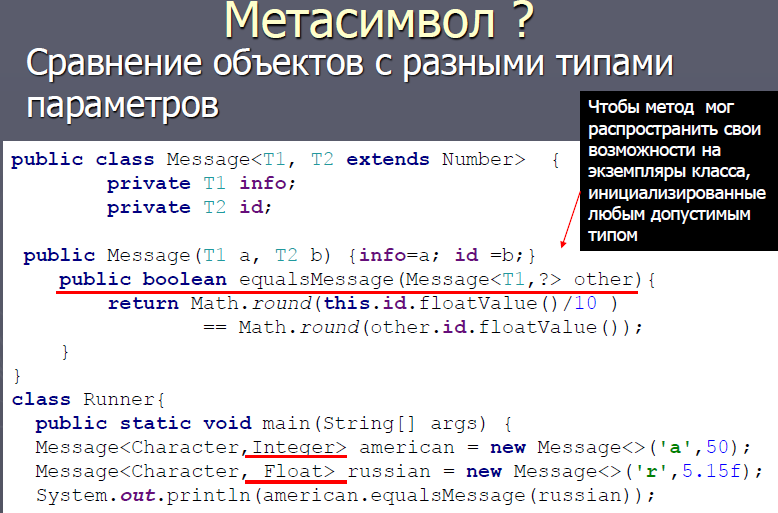 Метасимвол ?
Сравнение объектов с разными типами
параметров
Чтобы метод мог
распространить свои
возможности на
экземпляры класса,
инициализированные
любым допустимым
типом
public class Message<T1, T2 extends Number> {
private T1 info;
private T2 id;
public Message(T1 a, T2 b) {info=a; id =b;}
public boolean equalsMessage(Message<T1,?> other){
return Math.round(this.id.floatValue()/10 )
== Math.round(other.id.floatValue());
}
}
class Runner{
public static void main(String[] args) {
Message<Character,Integer> american = new Message<>('a',50);
Message<Character, Float> russian = new Message<>('r',5.15f);
System.out.println(american.equalsMessage(russian));